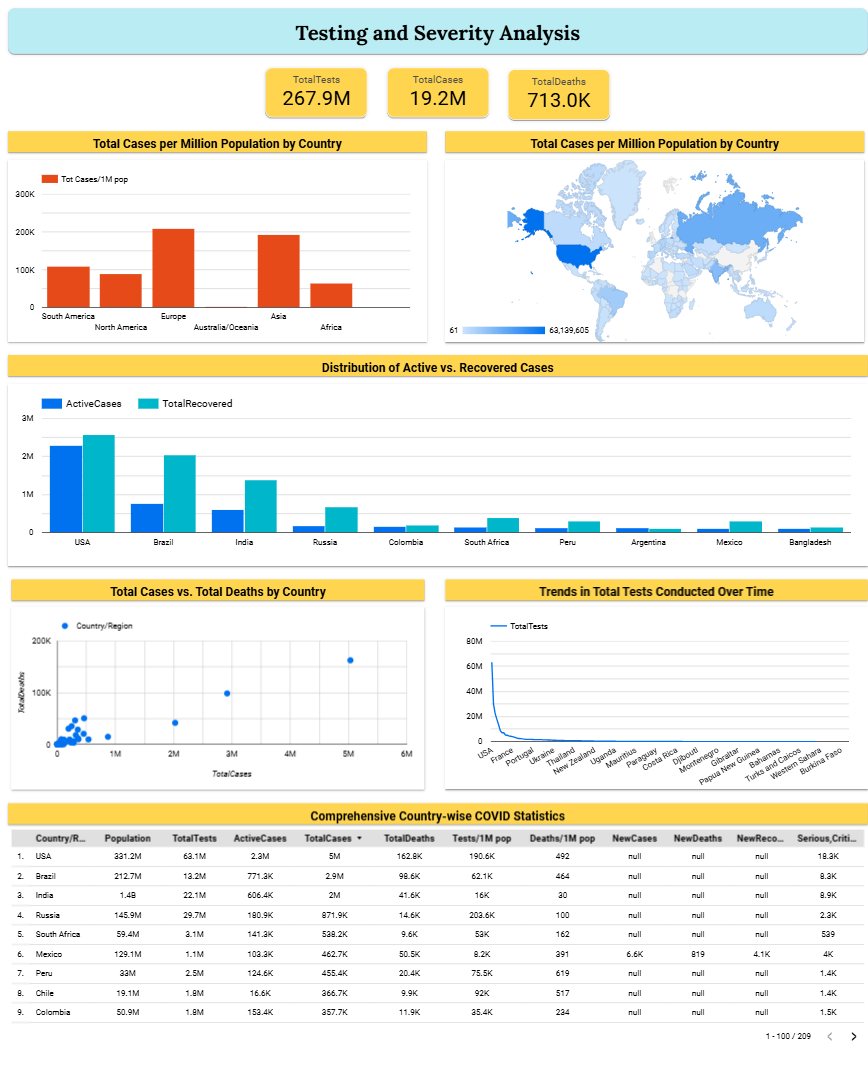 Testing and Severity Analysis
TotalTests TotalCases TotalDeaths
267.9M 19.2M 713.0K
Total Cases per Million Population by Country
Tot Cases/1M pop
300K
200K
100K
0
South America Europe Asia
North America Australia/Oceania Africa
Total Cases per Million Population by Country
61 63,139,605
Distribution of Active vs. Recovered Cases
ActiveCases TotalRecovered
3M
2M
1M
0
USA Brazil India Russia Colombia South Africa Peru Argentina Mexico Bangladesh
Total Cases vs. Total Deaths by Country
Country/Region
200K
100K
0
TotalDeaths
0 1M 2M 3M 4M 5M 6M
TotalCases
Trends in Total Tests Conducted Over Time
TotalTests
80M
60M
40M
20M
0
USA France Portugal Ukraine Thailand New Zealand Uganda Mauritius Paraguay Costa Rica Djibouti Montenegro Gibraltar Papua New Guinea Bahamas Turks and Caicos Western Sahara Burkina Faso
Comprehensive Country-wise COVID Statistics
Country/R... Population TotalTests ActiveCases TotalCases TotalDeaths Tests/1M pop Deaths/1M pop NewCases NewDeaths NewReco... Serious,Criti...
1. USA 331.2M 63.1M 2.3M 5M 162.8K 190.6K 492 null null null 18.3K
2. Brazil 212.7M 13.2M 771.3K 2.9M 98.6K 62.1K 464 null null null 8.3K
3. India 1.4B 22.1M 606.4K 2M 41.6K 16K 30 null null null 8.9K
4. Russia 145.9M 29.7M 180.9K 871.9K 14.6K 203.6K 100 null null null 2.3K
5. South Africa 59.4M 3.1M 141.3K 538.2K 9.6K 53K 162 null null null 539
6. Mexico 129.1M 1.1M 103.3K 462.7K 50.5K 8.2K 391 6.6K 819 4.1K 4K
7. Peru 33M 2.5M 124.6K 455.4K 20.4K 75.5K 619 null null null 1.4K
8. Chile 19.1M 1.8M 16.6K 366.7K 9.9K 92K 517 null null null 1.4K
9. Colombia 50.9M 1.8M 153.4K 357.7K 11.9K 35.4K 234 null null null 1.5K
1 - 100 / 209